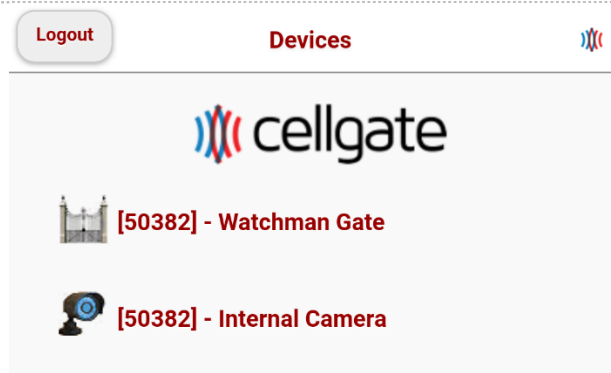 Logout
Devices
cellgate
[50382] - Watchman Gate
[50382] - Internal Camera